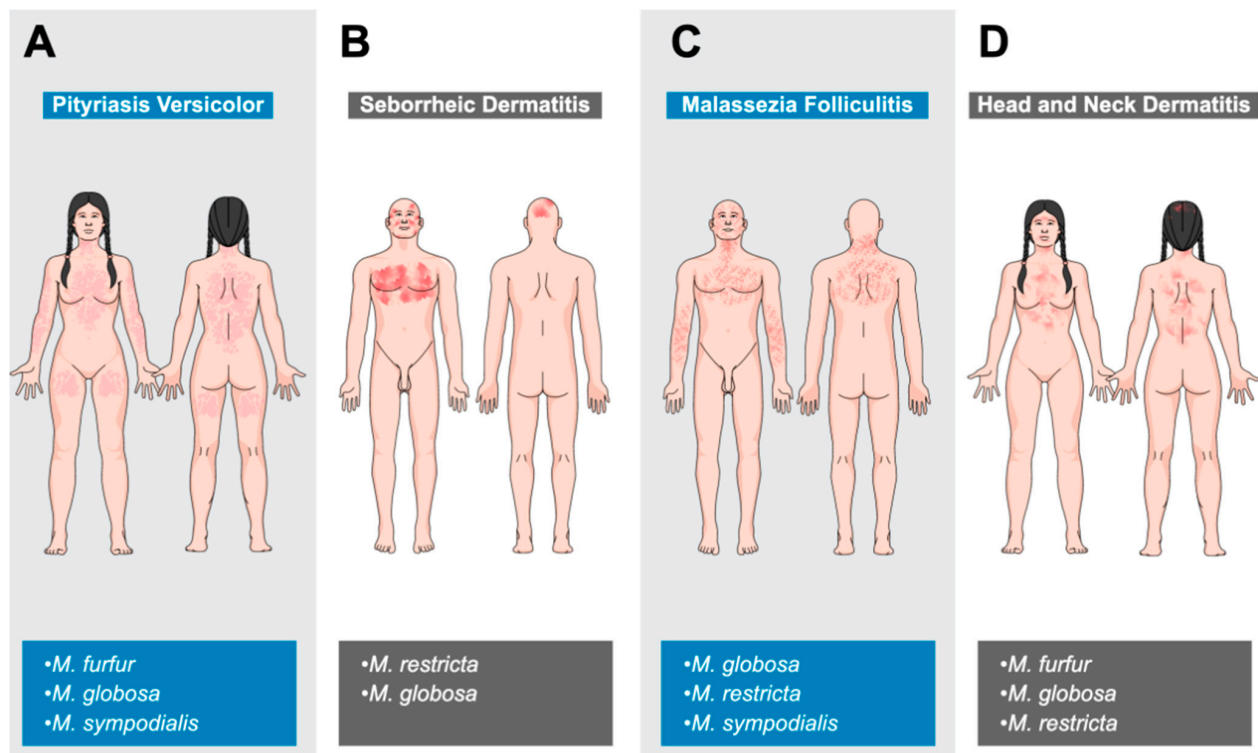 A
Pityriasis Versicolor
•M. furfur
•M. globosa
•M. sympodialis
B
Seborrheic Dermatitis
•M. restricta
•M. globosa
C
Malassezia Folliculitis
•M. globosa
•M. restricta
•M. sympodialis
D
Head and Neck Dermatitis
•M. furfur
•M. globosa
•M. restricta